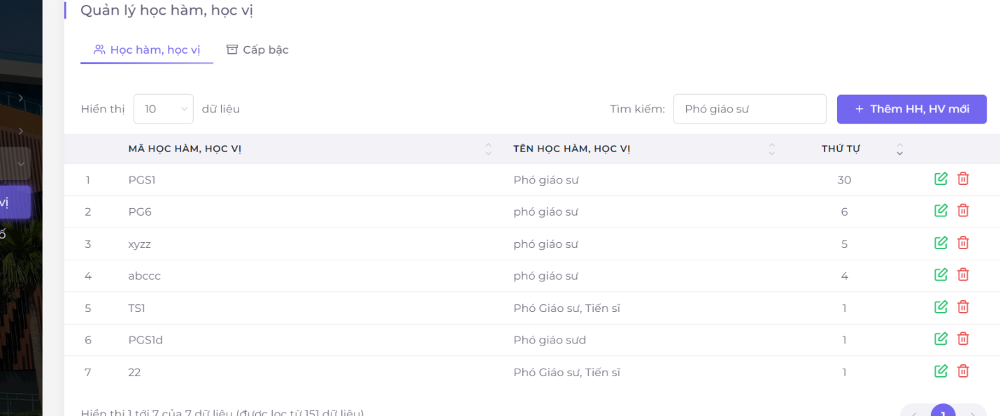 Quản lý học hàm, học vị
Học hàm, học vị Cấp bậc
Hiển thị 10 dữ liệu Tìm kiếm: Phó giáo sư + Thêm HH, HV mới
MÃ HỌC HÀM, HỌC VỊ TÊN HỌC HÀM, HỌC VỊ THỨ TỰ
1 PGS1 Phó giáo sư 30
2 PG6 phó giáo sư 6
vị
3 xyzz phó giáo sư 5
ố
4 abccc phó giáo sư 4
5 TS1 Phó Giáo sư, Tiến sĩ 1
6 PGS1d Phó giáo sưd 1
7 22 Phó Giáo sư, Tiến sĩ 1
Hiển thị 1 tới 7 của 7 dữ liệu (được lọc từ 151 dữ liệu) 1